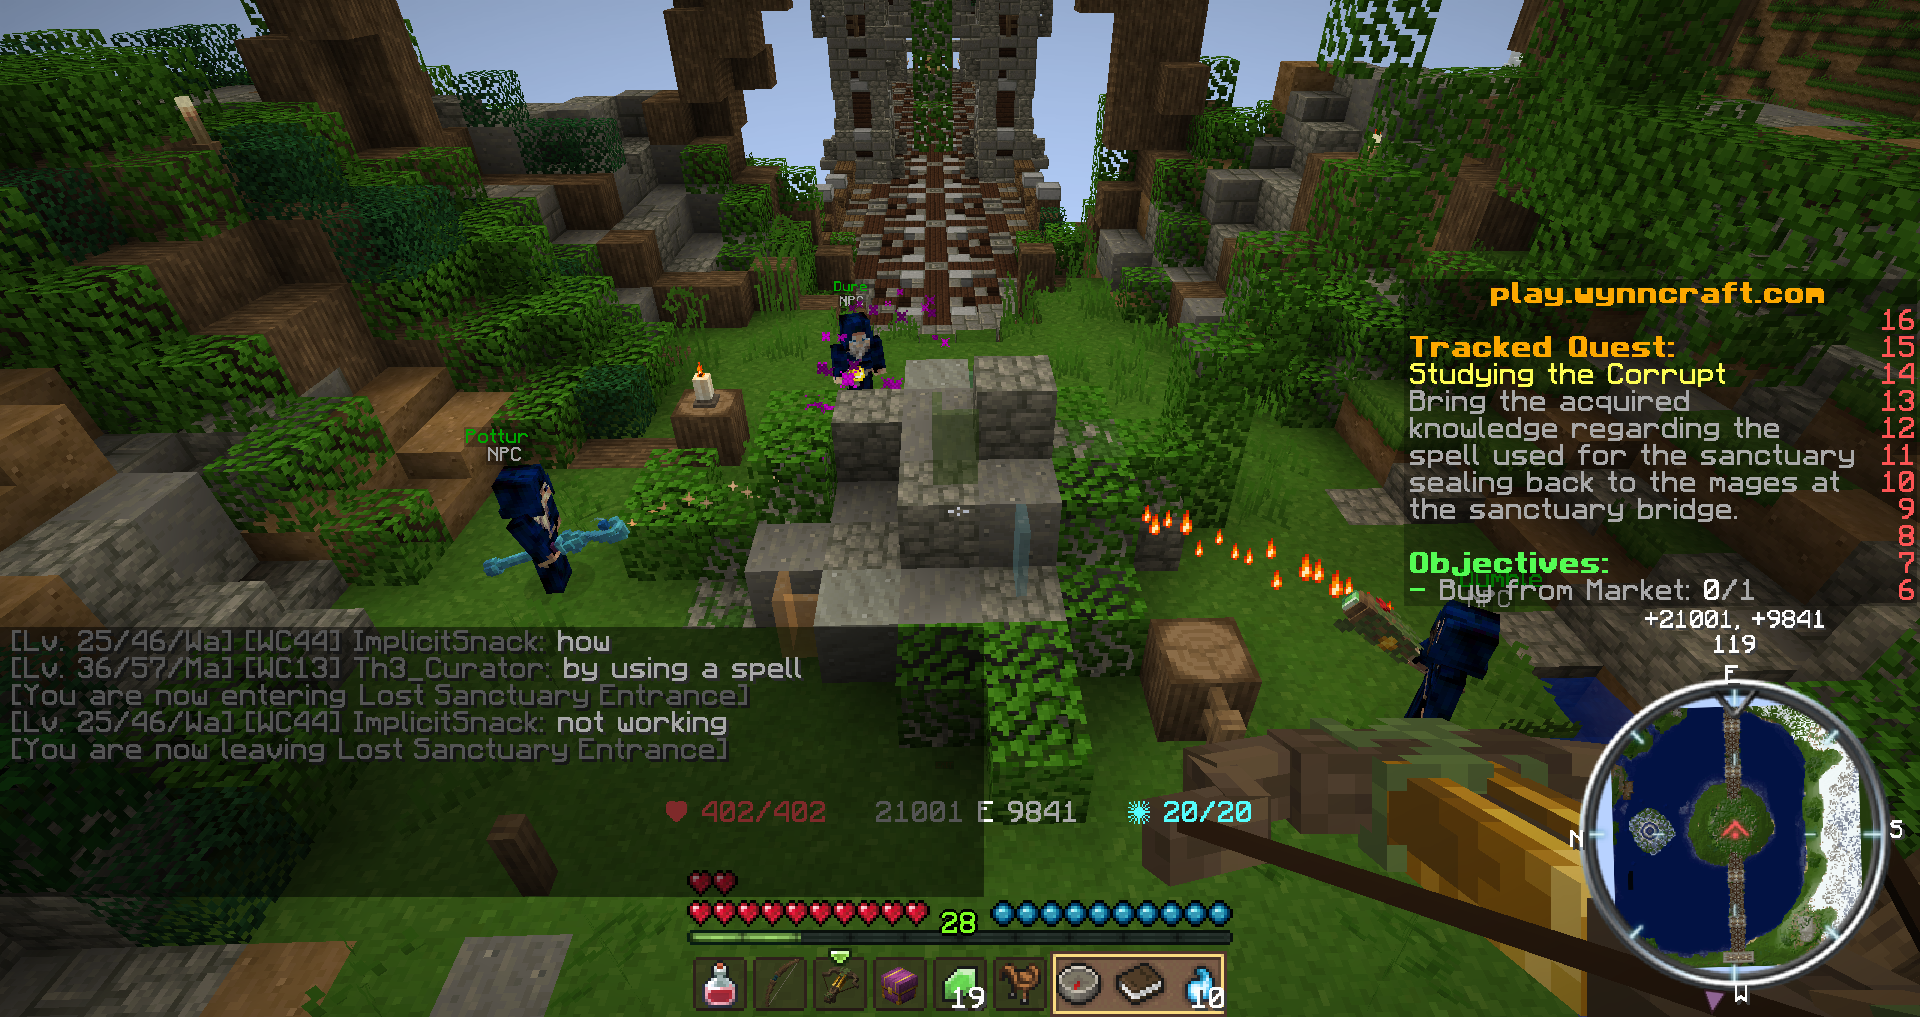 Dure
NPC
Pottur
NPC
play.wynncraft.com
16
Tracked Quest: 15
Studying the Corrupt 14
Bring the acquired 13
knowledge regarding the 12
spell used for the sanctuary 11
sealing back to the mages at 10
the sanctuary bridge. 9
8
Objectives: 7
- Buy from Market: 0/1 6
+21001, +9841
119
[Lv. 25/46/Wa] [WC44] ImplicitSnack: how
[Lv. 36/57/Ma] [WC13] Th3_Curator: by using a spell
[You are now entering Lost Sanctuary Entrance]
[Lv. 25/46/Wa] [WC44] ImplicitSnack: not working
[You are now leaving Lost Sanctuary Entrance]
402/402 21001 E 9841 20/20
E
N
S
W
28
19
10